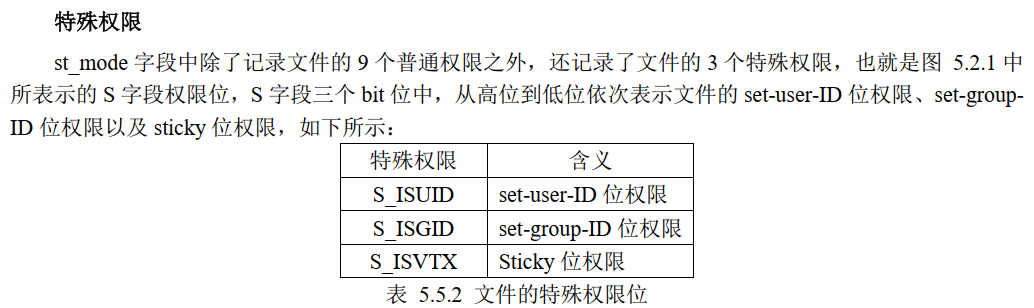 特殊权限
st_mode 字段中除了记录文件的 9 个普通权限之外，还记录了文件的 3 个特殊权限，也就是图 5.2.1 中
所表示的 S 字段权限位，S 字段三个 bit 位中，从高位到低位依次表示文件的 set-user-ID 位权限、set-group-
ID 位权限以及 sticky 位权限，如下所示：
特殊权限 含义
S_ISUID set-user-ID 位权限
S_ISGID set-group-ID 位权限
S_ISVTX Sticky 位权限
表 5.5.2 文件的特殊权限位